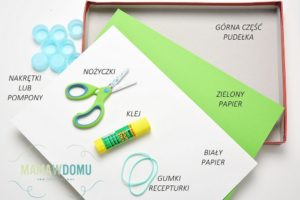 GÓRNA CZĘŚĆ
PUDEŁKA
NOŻYCZKI
NAKRĘTKI
LUB
POMPONY
ZIELONY
PAPIER
KLEJ
BIAŁY
PAPIER
GUMKI
RECEPTURKI
MAMAWDOMU